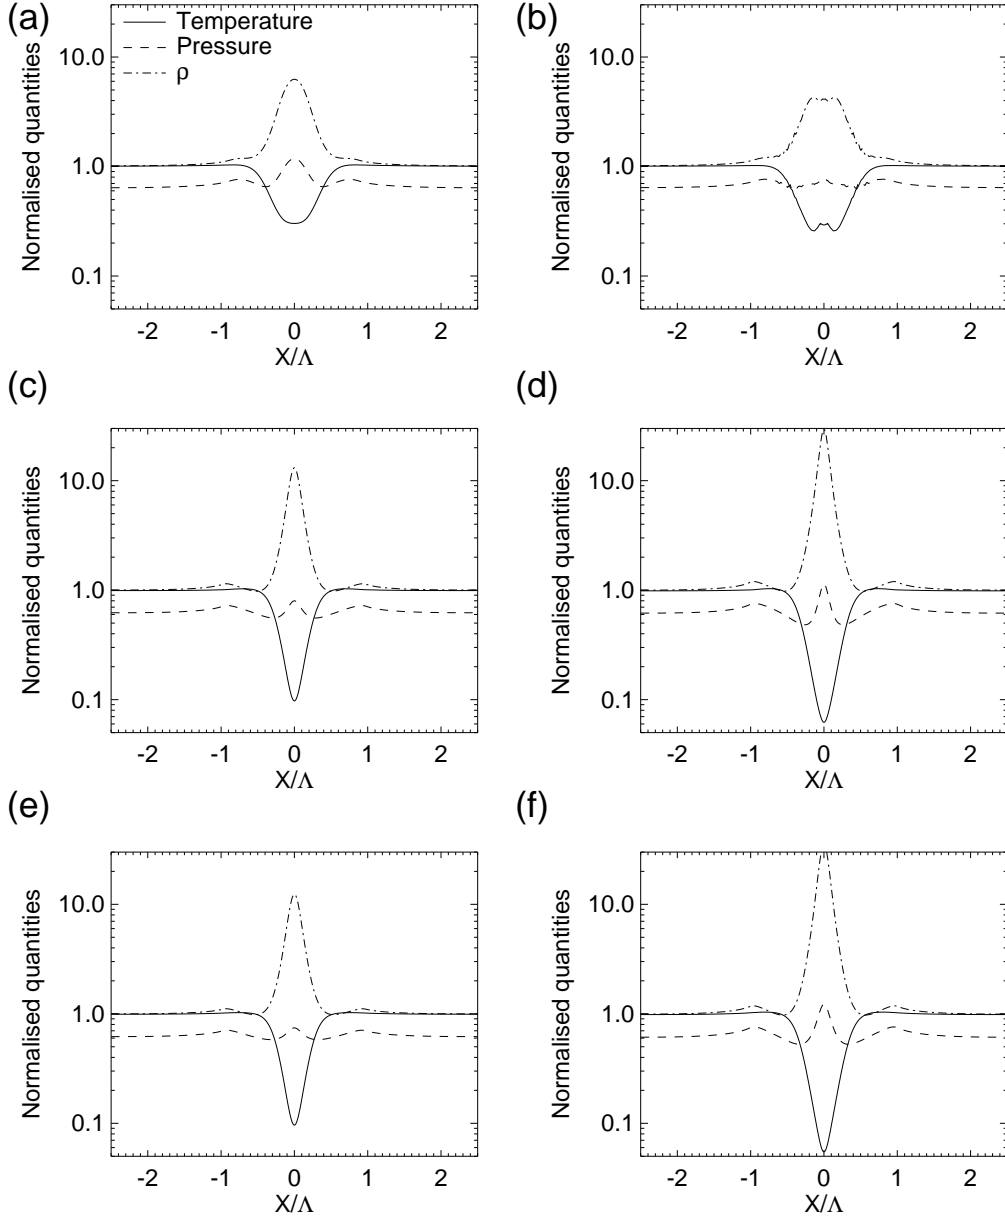 (a)
Temperature
Pressure
ρ
Normalised quantities
10.0
1.0
0.1
-2 -1 0 1 2
X/Λ
(b)
Normalised quantities
10.0
1.0
0.1
-2 -1 0 1 2
X/Λ
(c)
Normalised quantities
10.0
1.0
0.1
-2 -1 0 1 2
X/Λ
(d)
Normalised quantities
10.0
1.0
0.1
-2 -1 0 1 2
X/Λ
(e)
Normalised quantities
10.0
1.0
0.1
-2 -1 0 1 2
X/Λ
(f)
Normalised quantities
10.0
1.0
0.1
-2 -1 0 1 2
X/Λ